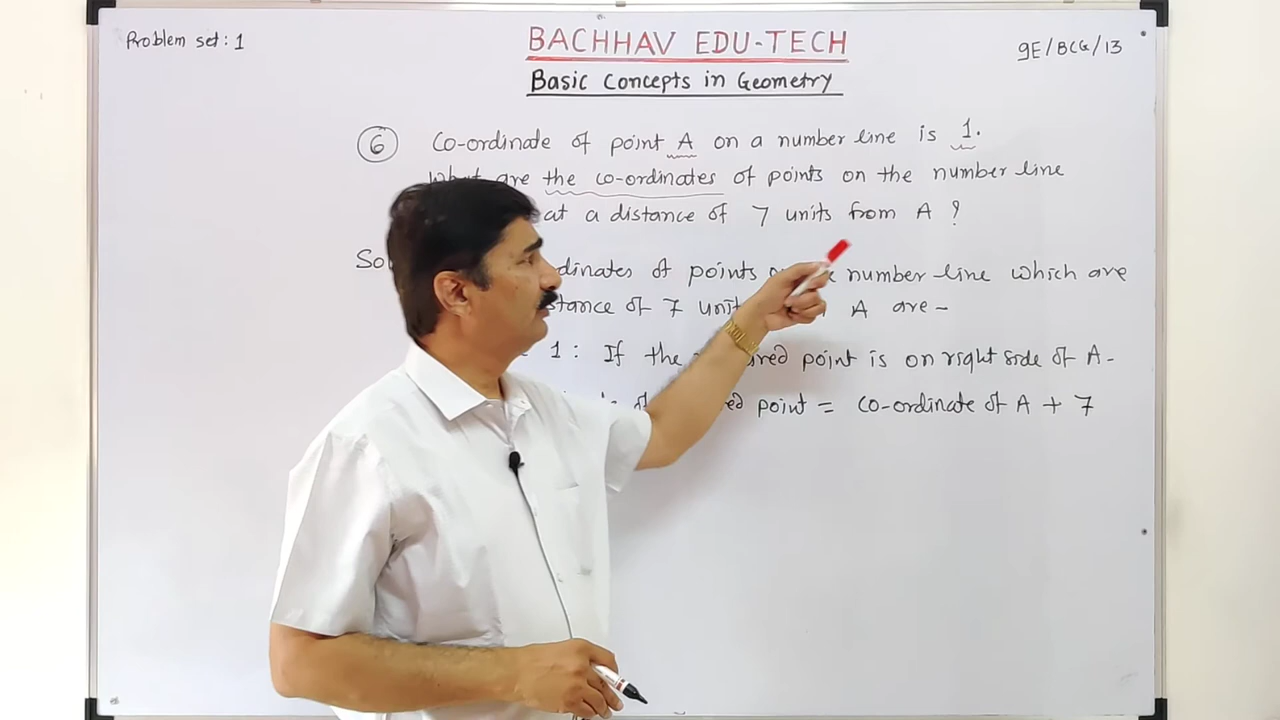 Problem set: 1
BACHHAV EDU-TECH
9E/BCG/13
Basic Concepts in Geometry
6 Co-ordinate of point A on a number line is 1.
What are the co-ordinates of points on the number line
at a distance of 7 units from A ?
So dinates of points number line which are
stance of 7 unit A are-
1: If the point is on right side of A-
point = co-ordinate of A + 7